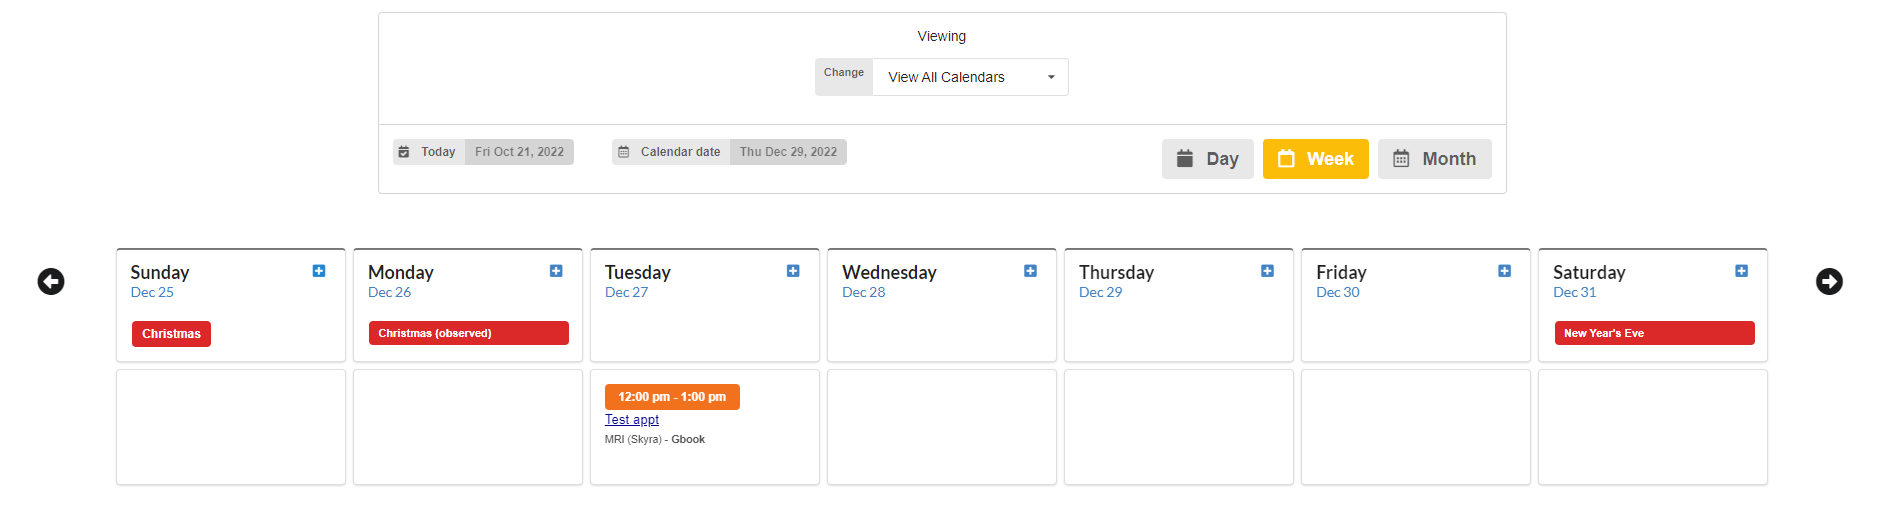 Viewing
Change View All Calendars
Today Fri Oct 21, 2022 Calendar date Thu Dec 29, 2022 Day Week Month
Sunday Monday Tuesday Wednesday Thursday Friday Saturday
Dec 25 Dec 26 Dec 27 Dec 28 Dec 29 Dec 30 Dec 31
Christmas Christmas (observed) New Year's Eve
12:00 pm - 1:00 pm
Test appt
MRI (Skyra) - Gbook